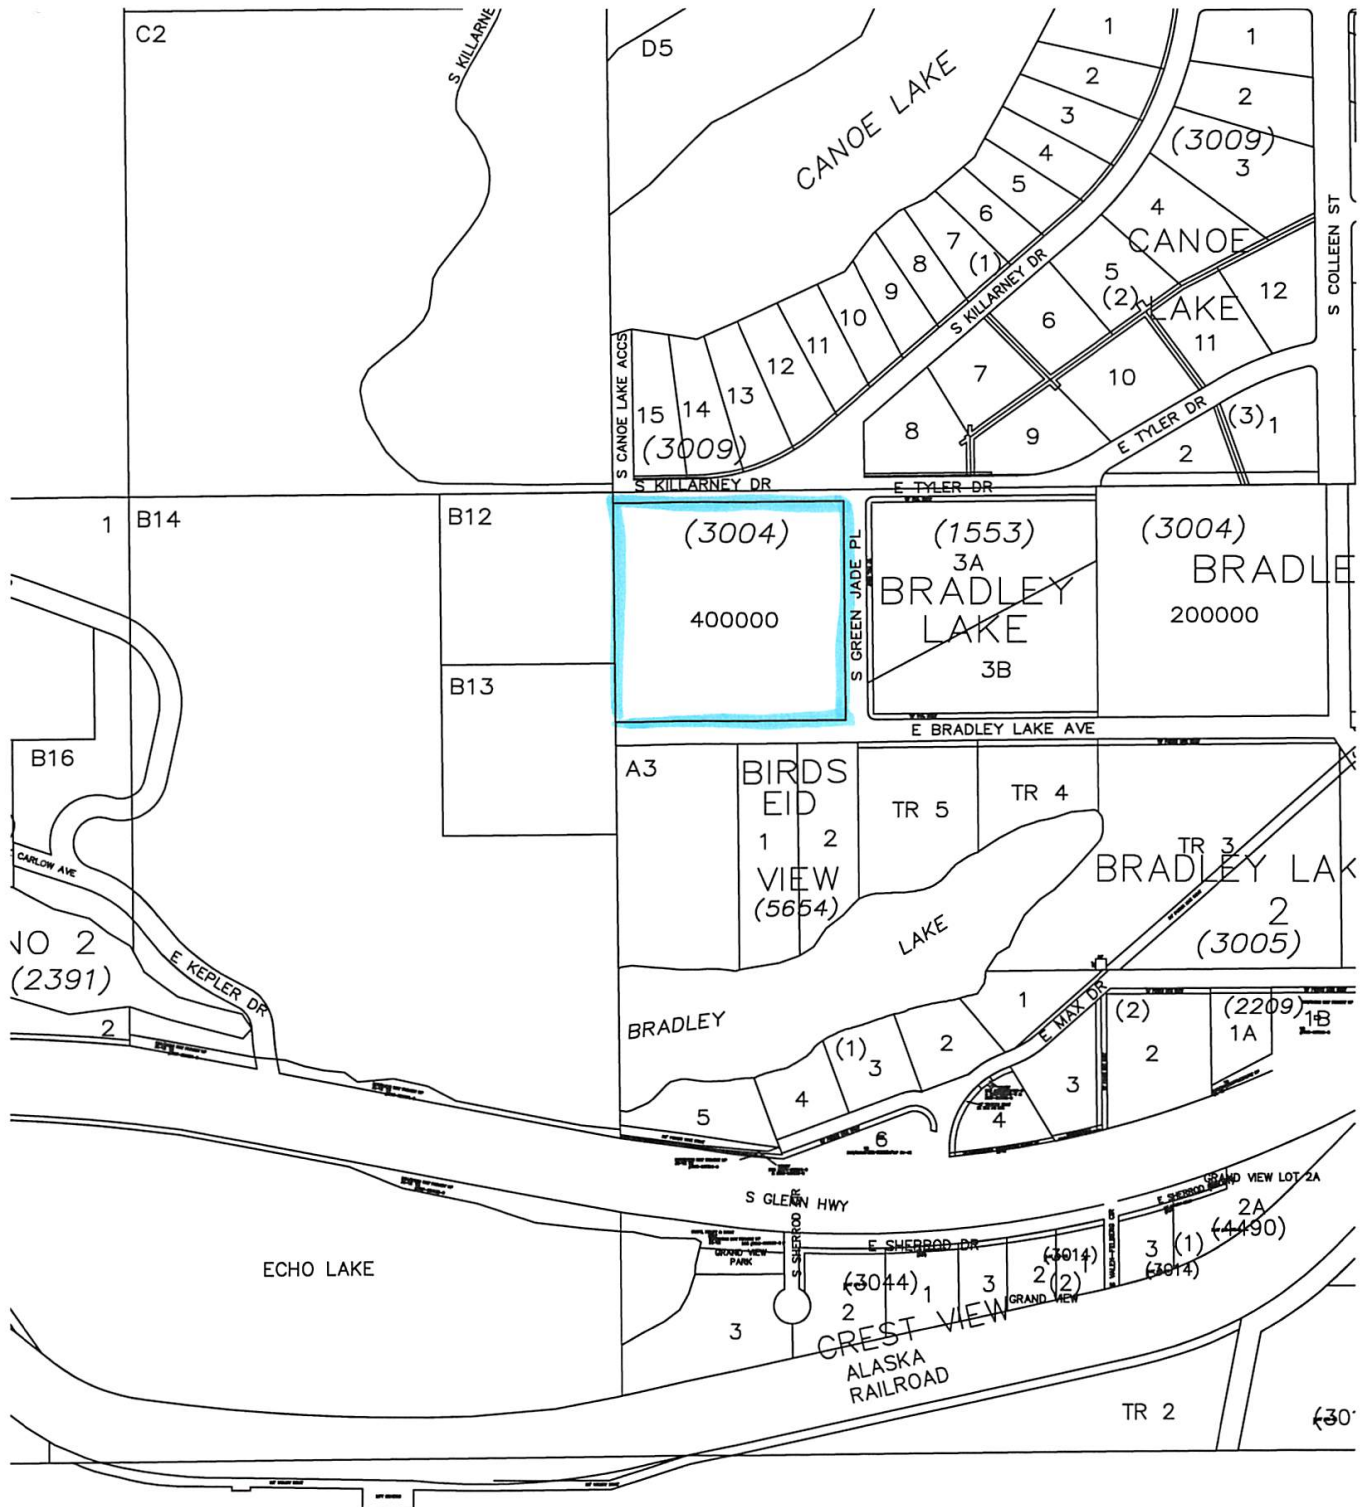 C2
S KILLARNE
D5
CANOE LAKE
1
2
3
4
5
6
7
8
9
10
11
12
13
14
15
(1)
(3009)
S CANOE LAKE ACCS
S KILLARNEY DR
S KILLARNEY DR
1
2
(3009)
3
4
CANOE
5
(2)
LAKE
12
6
11
7
10
8
9
E TYLER DR
(3)
1
2
S COLLEEN ST
E TYLER DR
1
B14
B12
(3004)
400000
S GREEN JADE PL
(1553)
3A
BRADLEY
LAKE
3B
(3004)
BRADLE
200000
B13
E BRADLEY LAKE AVE
B16
A3
BIRDS
EID
1
2
VIEW
(5654)
TR 5
TR 4
TR 3
BRADLEY LAK
2
(3005)
CARLOW AVE
NO 2
(2391)
E KEPLER DR
2
LAKE
BRADLEY
1
E MAX DR
(2)
(2209)
1A
1B
2
(1)
3
2
3
4
4
5
6
S GLENN HWY
GRAND VIEW LOT 2A
2A
(4490)
E SHERROD DR
S SHERROD DR
GRAND VIEW
PARK
ECHO LAKE
(3044)
1
2
3
3
2
(3014)
1
(2)
GRAND VIEW
3
(1)
(3014)
CREST VIEW
ALASKA
RAILROAD
TR 2
(301